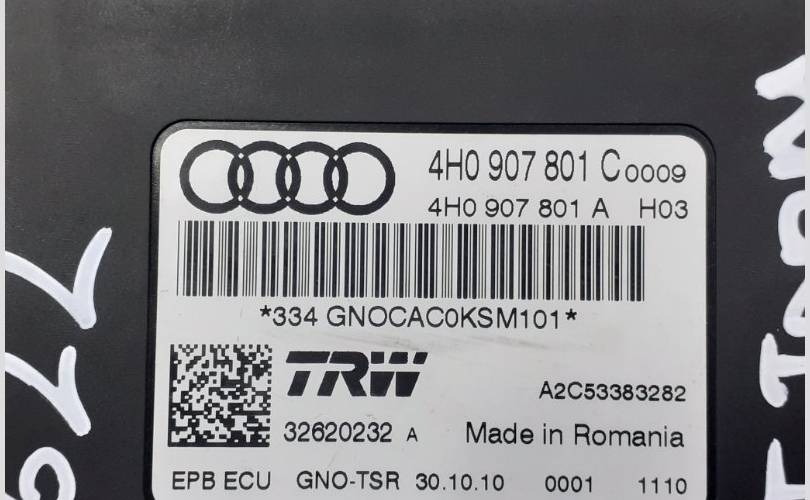 4H0 907 801 C 0009
4H0 907 801 A H03
*334 GNOCAC0KSM101*
TRW
A2C53383282
32620232 A Made in Romania
EPB ECU GNO-TSR 30.10.10 0001 1110